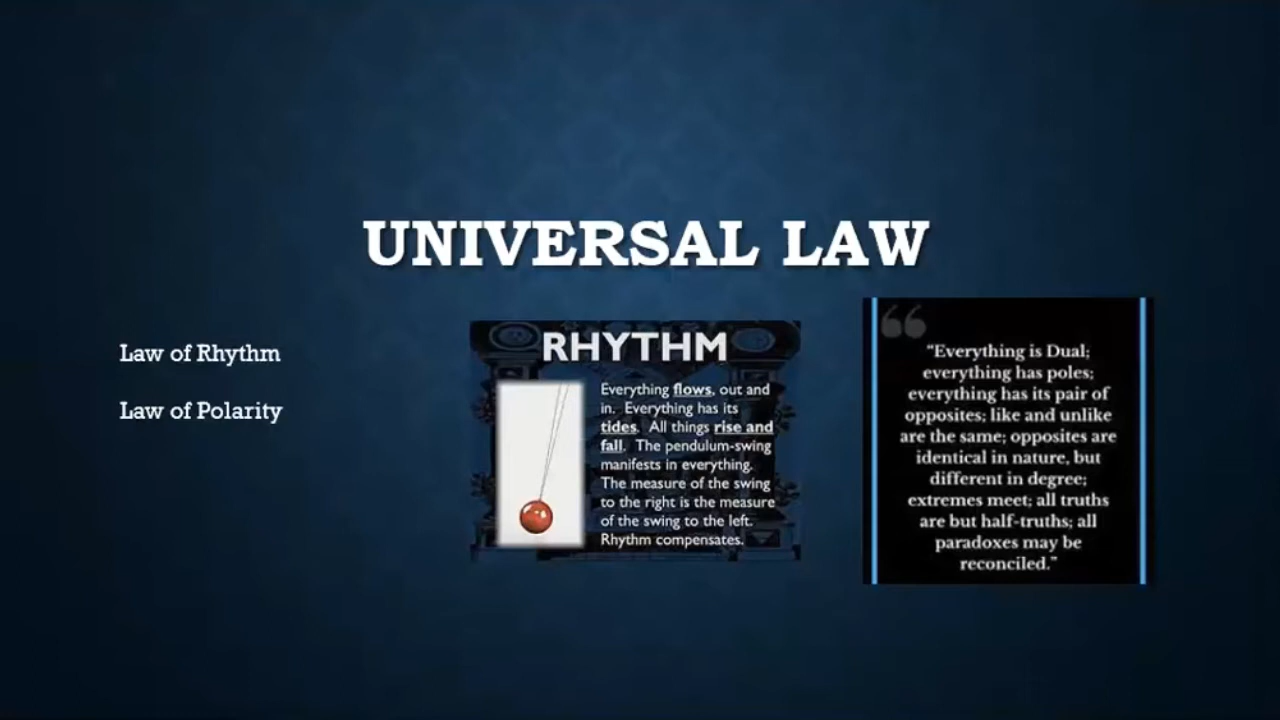 UNIVERSAL LAW
Law of Rhythm
Law of Polarity
RHYTHM
Everything flows, out and
in. Everything has its
tides. All things rise and
fall. The pendulum-swing
manifests in everything.
The measure of the swing
to the right is the measure
of the swing to the left.
Rhythm compensates.
“Everything is Dual;
everything has poles;
everything has its pair of
opposites; like and unlike
are the same; opposites are
identical in nature, but
different in degree;
extremes meet; all truths
are but half-truths; all
paradoxes may be
reconciled.”